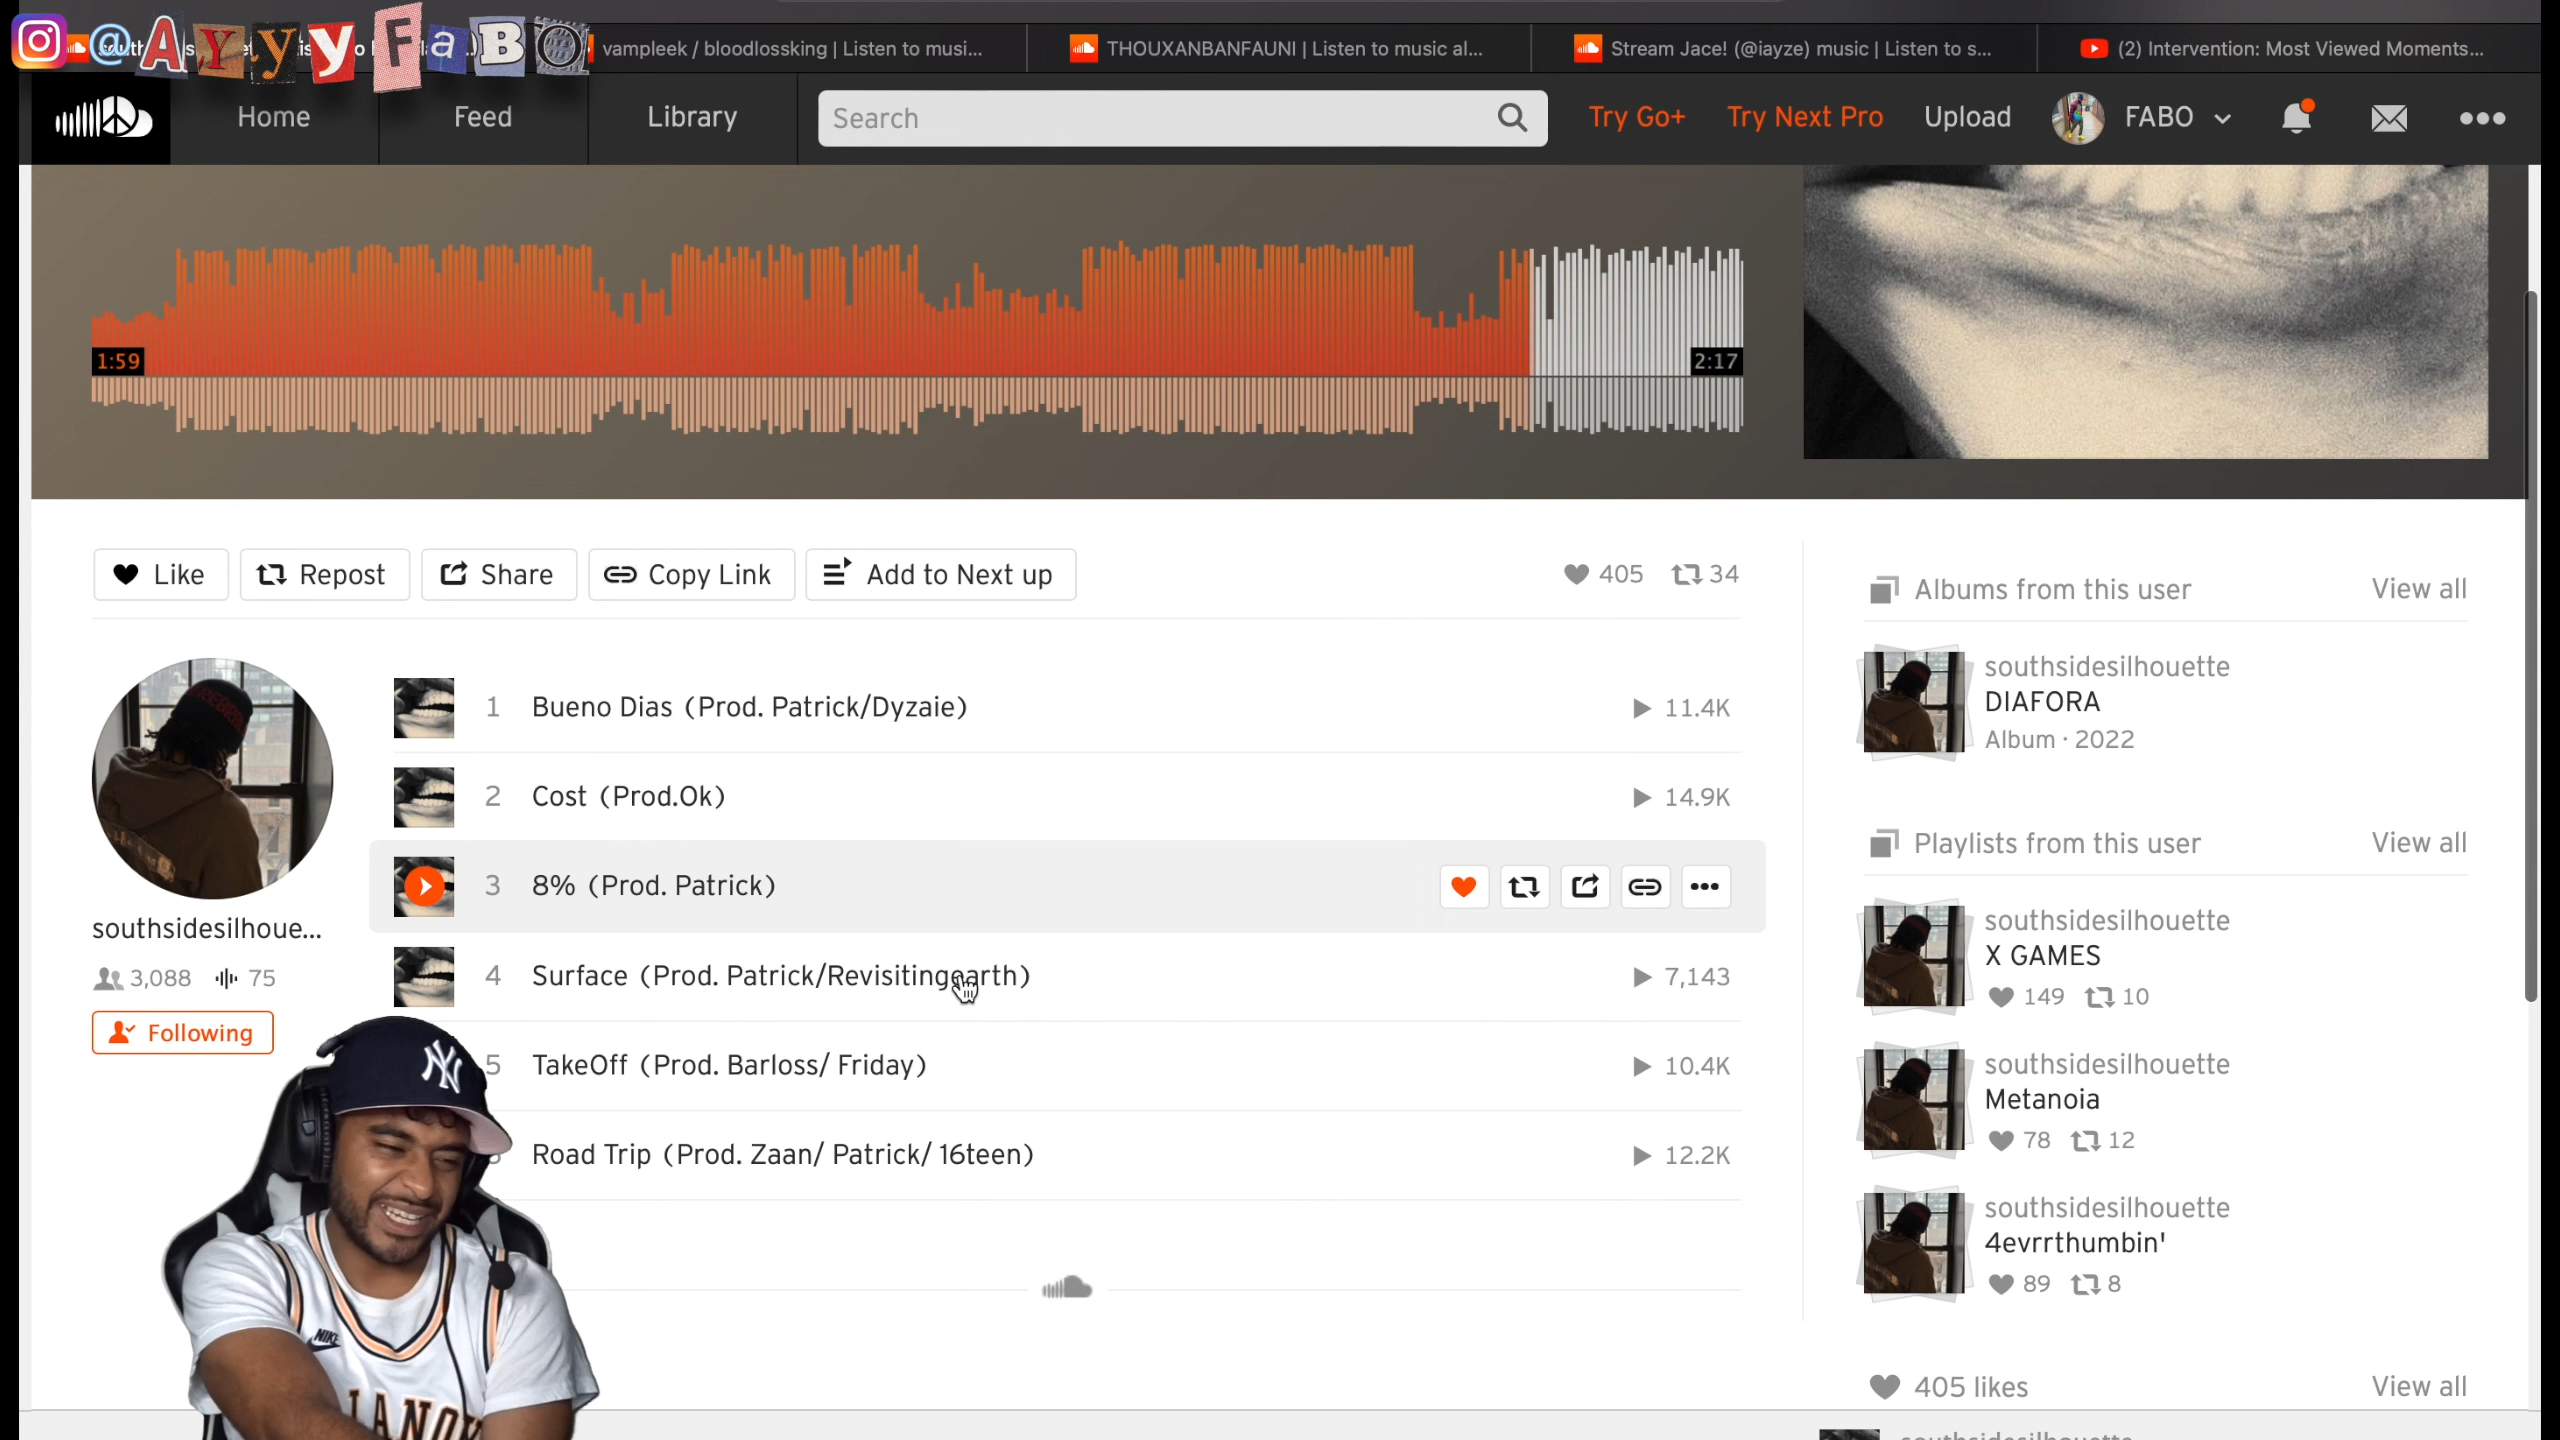 @AyyyFaBO
vampleek / bloodlossking | Listen to musi...
THOUXANBANFAUNI | Listen to music al...
Stream Jace! (@iayze) music | Listen to s...
(2) Intervention: Most Viewed Moments...
Home
Feed
Library
Search
Try Go+
Try Next Pro
Upload
FABO
1:59
2:17
Like
Repost
Share
Copy Link
Add to Next up
405
34
southsidesilhoue...
3,088
75
Following
1 Bueno Dias (Prod. Patrick/Dyzaie) 11.4K
2 Cost (Prod.Ok) 14.9K
3 8% (Prod. Patrick)
4 Surface (Prod. Patrick/Revisitingearth) 7,143
5 TakeOff (Prod. Barloss/ Friday) 10.4K
Road Trip (Prod. Zaan/ Patrick/ 16teen) 12.2K
Albums from this user View all
southsidesilhouette
DIAFORA
Album · 2022
Playlists from this user View all
southsidesilhouette
X GAMES
149 10
southsidesilhouette
Metanoia
78 12
southsidesilhouette
4evrrthumbin'
89 8
405 likes View all
NY
NIKE